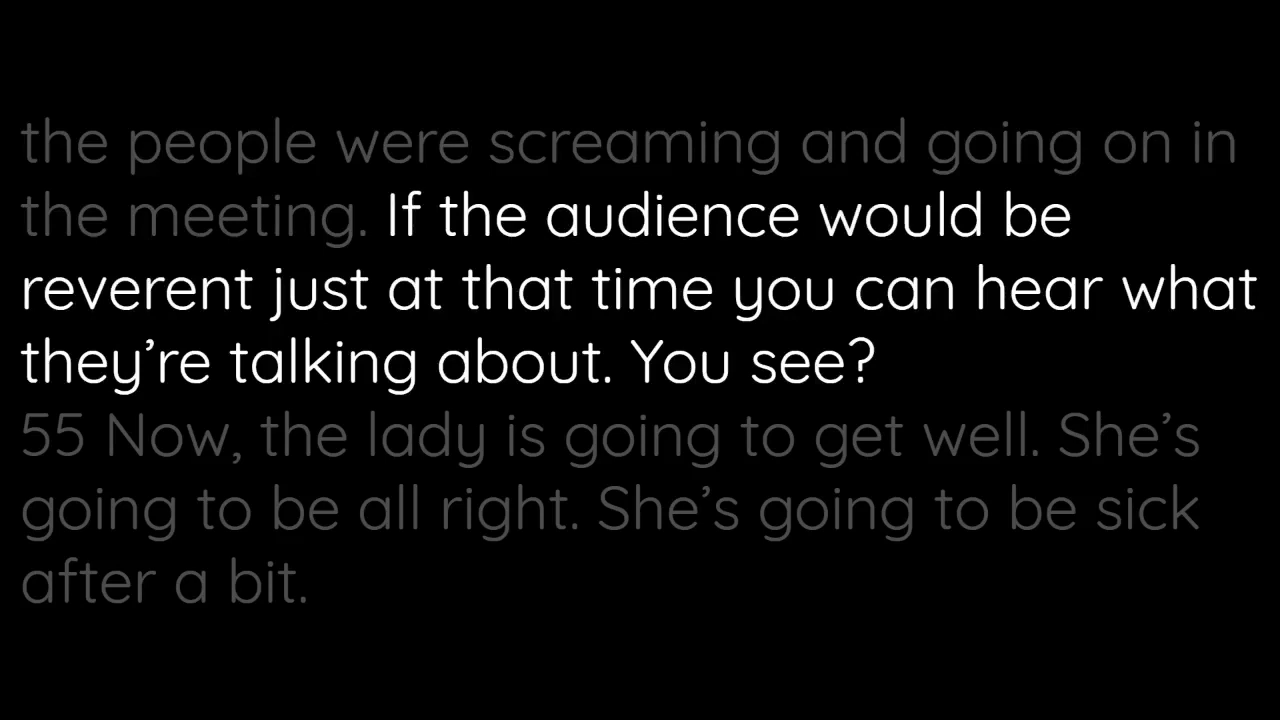 the people were screaming and going on in
the meeting. If the audience would be
reverent just at that time you can hear what
they’re talking about. You see?
55 Now, the lady is going to get well. She’s
going to be all right. She’s going to be sick
after a bit.